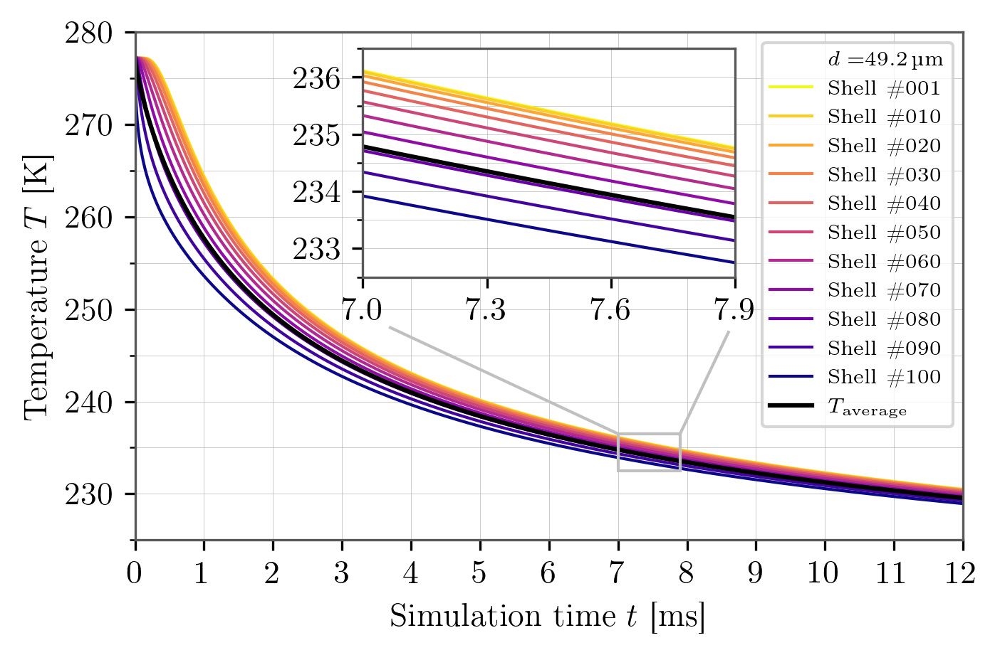 280
270
260
250
240
230
Temperature T [K]
0 1 2 3 4 5 6 7 8 9 10 11 12
Simulation time t [ms]
236
235
234
233
7.0 7.3 7.6 7.9
d =49.2 µm
Shell #001
Shell #010
Shell #020
Shell #030
Shell #040
Shell #050
Shell #060
Shell #070
Shell #080
Shell #090
Shell #100
Taverage